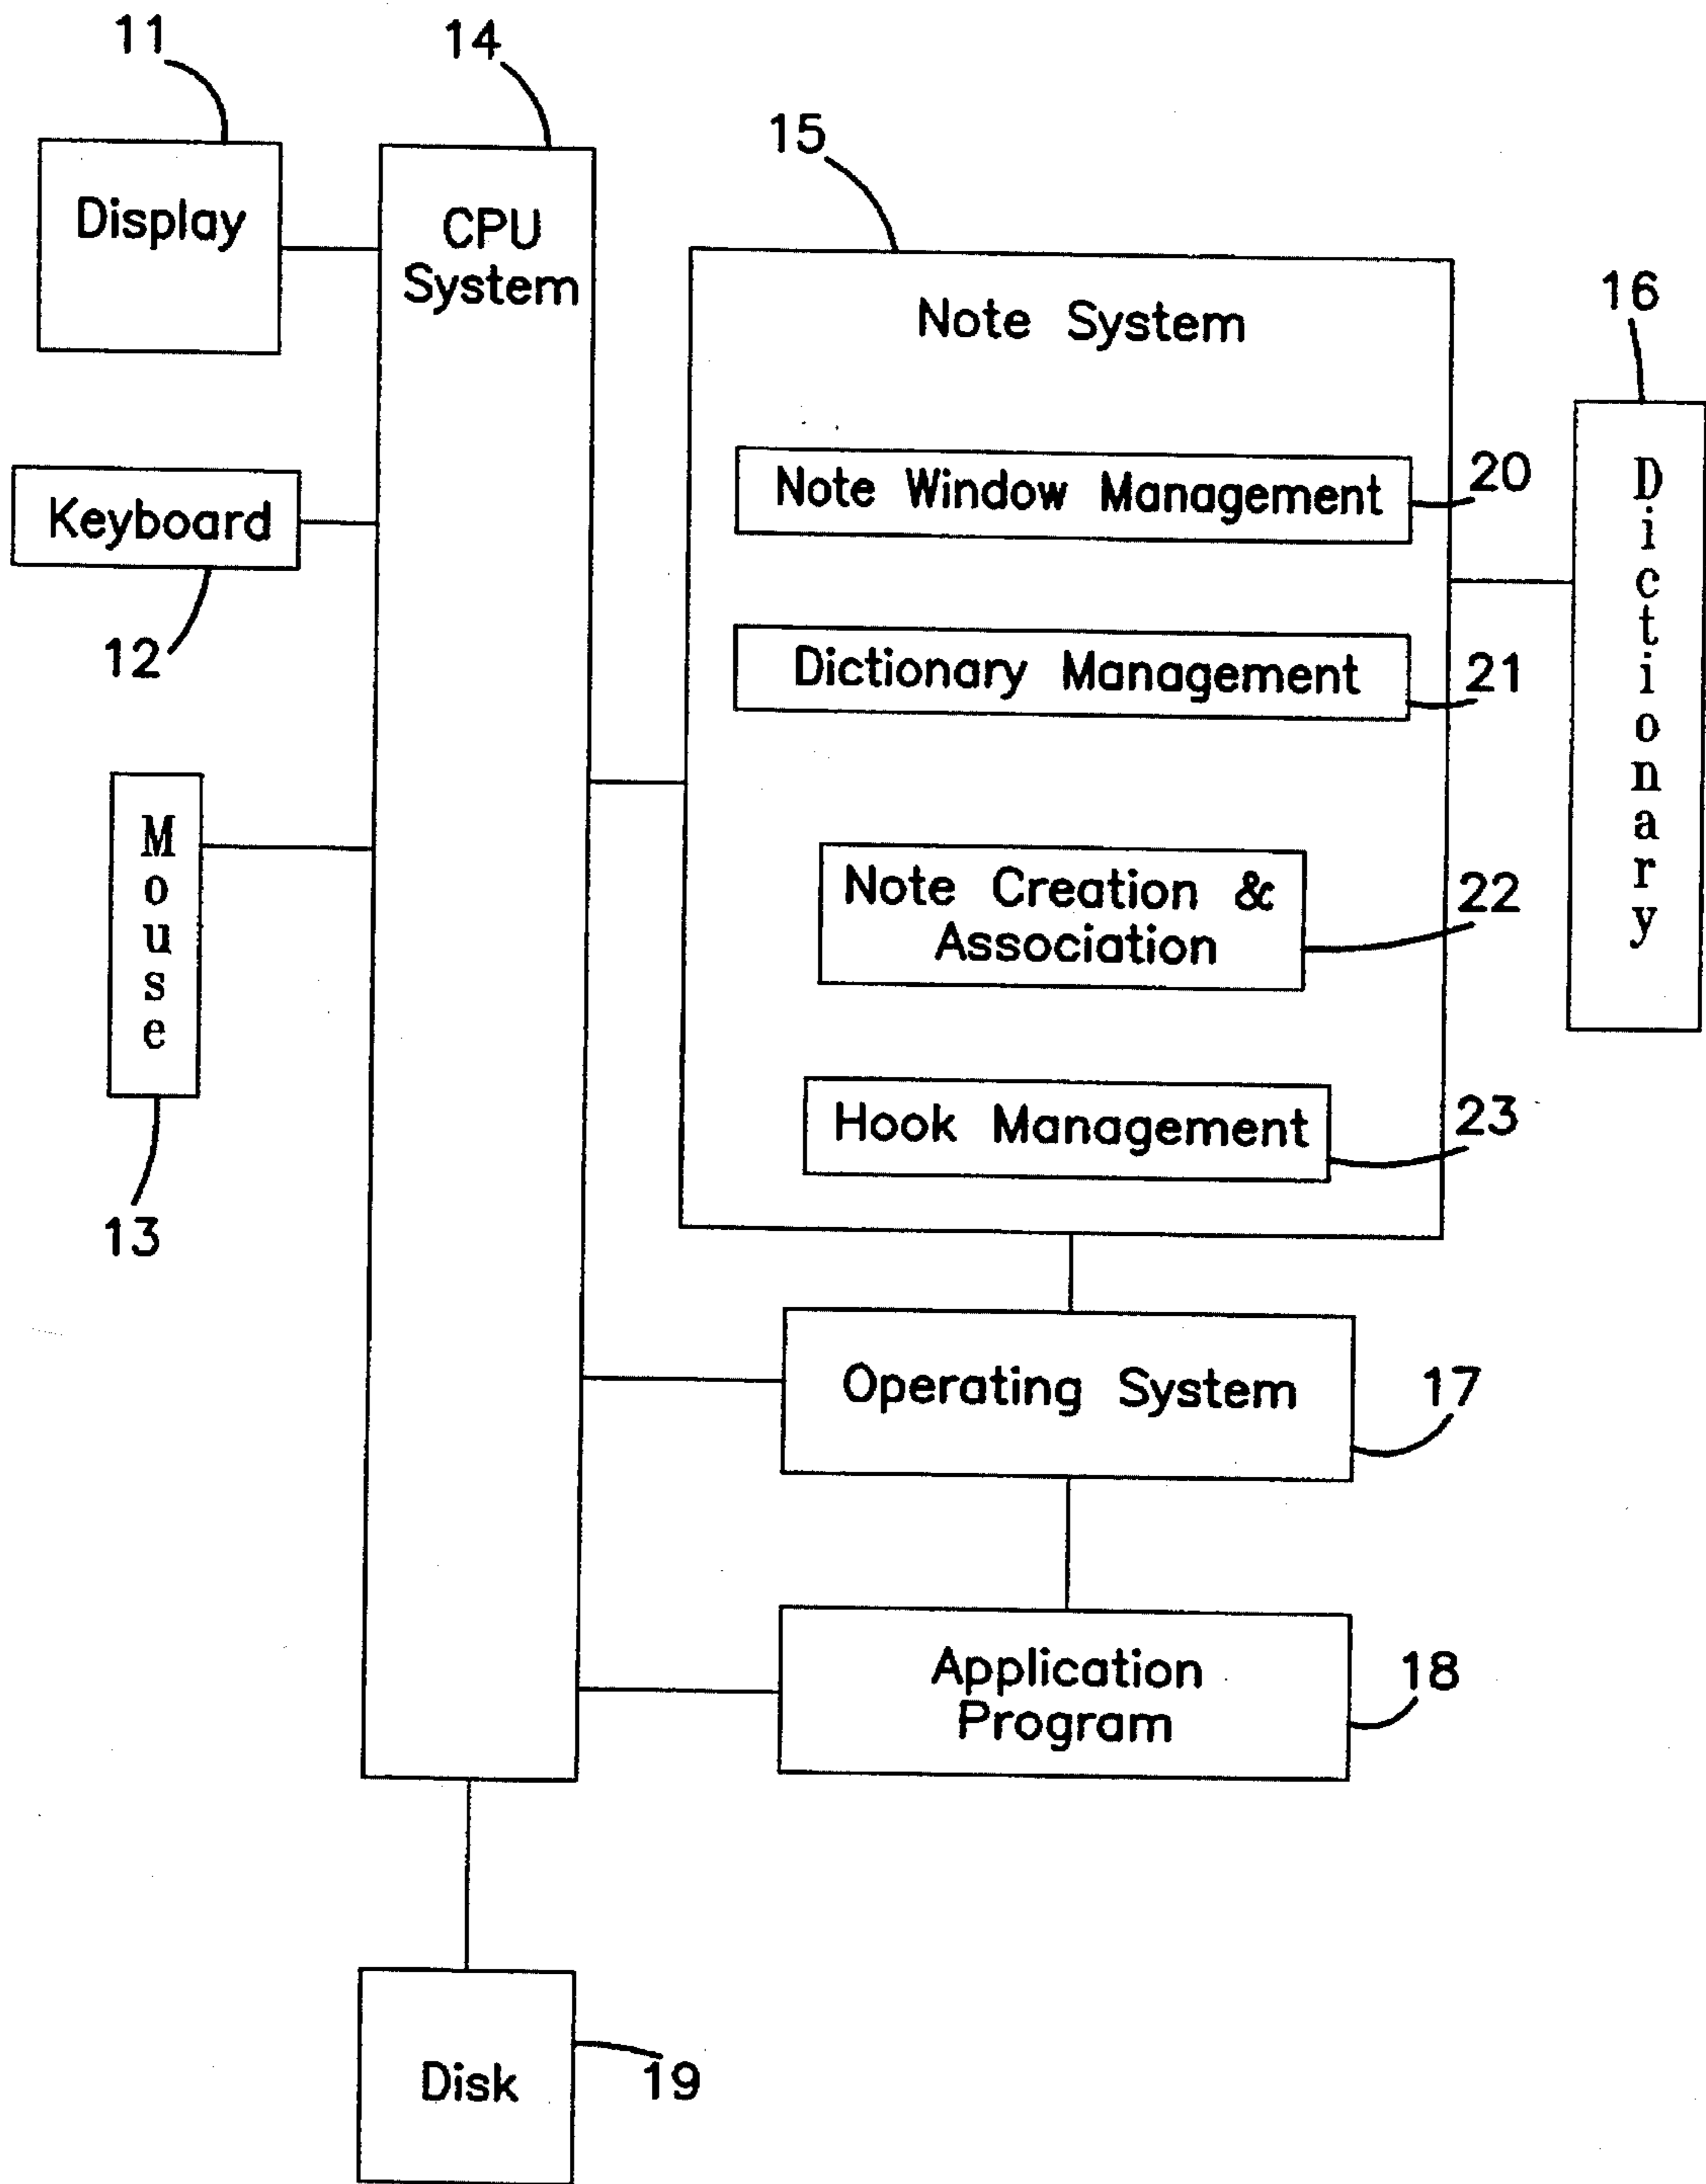 11
14
15
16
Display
CPU
System
Note System
Note Window Management
20
Keyboard
12
Dictionary Management
21
Dictionary
Mouse
13
Note Creation &
Association
22
Hook Management
23
Operating System
17
Application
Program
18
Disk
19